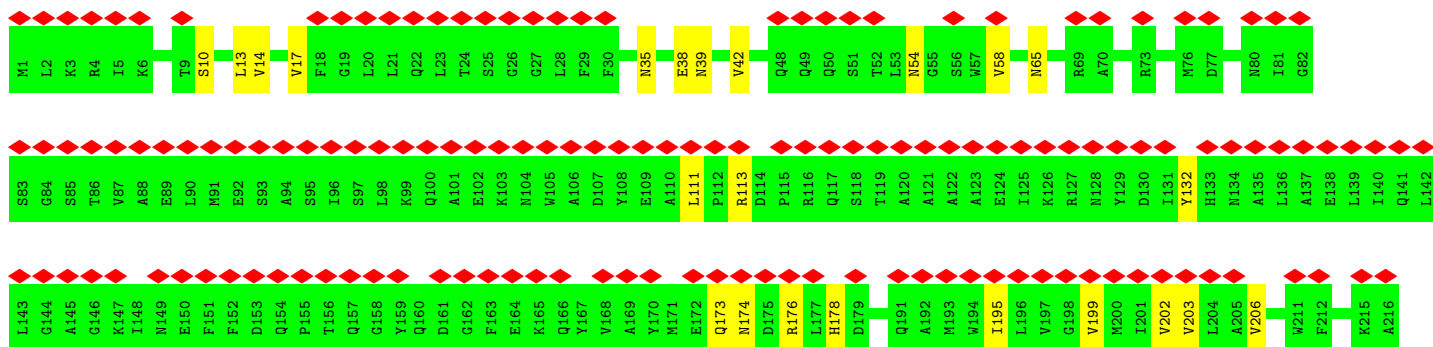 M1 L2 K3 R4 I5 K6 T9 S10 L13 V14 V17 F18 G19 L20 L21 Q22 L23 T24 S25 G26 G27 L28 F29 F30 N35 E38 N39 V42 Q48 Q49 Q50 S51 T52 L53 N54 G55 S56 W57 V58 N65 R69 A70 R73 M76 D77 N80 I81 G82
S83 G84 S85 T86 V87 A88 E89 L90 M91 E92 S93 A94 S95 I96 S97 L98 K99 Q100 A101 E102 K103 N104 W105 A106 D107 Y108 E109 A110 L111 P112 R113 D114 P115 R116 Q117 S118 T119 A120 A121 A122 A123 E124 I125 K126 R127 N128 Y129 D130 I131 Y132 H133 N134 A135 L136 A137 E138 L139 I140 Q141 L142
L143 G144 A145 G146 K147 I148 N149 E150 F151 F152 D153 Q154 P155 T156 Q157 G158 Y159 Q160 D161 G162 F163 E164 K165 Q166 Y167 V168 A169 Y170 M171 E172 Q173 N174 D175 R176 L177 H178 D179 Q191 A192 M193 W194 I195 L196 V197 G198 V199 M200 I201 V202 V203 L204 A205 V206 W211 F212 K215 A216